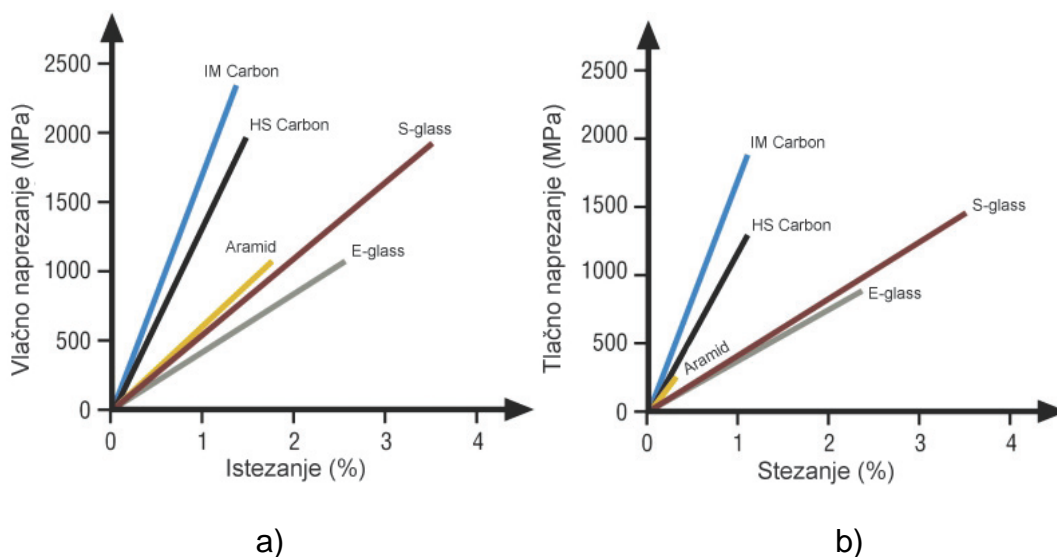 Vlačno naprezanje (MPa)
2500
2000
1500
1000
500
0
0
1
2
3
4
Istezanje (%)
IM Carbon
HS Carbon
S-glass
Aramid
E-glass
a)
Tlačno naprezanje (MPa)
2500
2000
1500
1000
500
0
0
1
2
3
4
Stezanje (%)
IM Carbon
HS Carbon
S-glass
E-glass
Aramid
b)